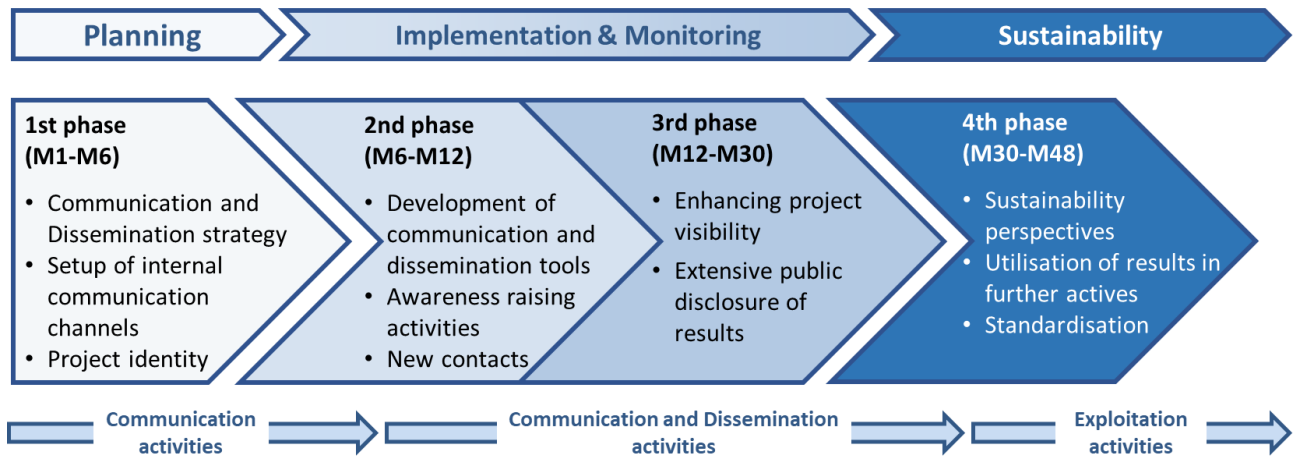 Planning
Implementation & Monitoring
Sustainability
1st phase
(M1-M6)
• Communication and
Dissemination strategy
• Setup of internal
communication
channels
• Project identity
2nd phase
(M6-M12)
• Development of
communication and
dissemination tools
• Awareness raising
activities
• New contacts
3rd phase
(M12-M30)
• Enhancing project
visibility
• Extensive public
disclosure of
results
4th phase
(M30-M48)
• Sustainability
perspectives
• Utilisation of results in
further actives
• Standardisation
Communication
activities
Communication and Dissemination
activities
Exploitation
activities